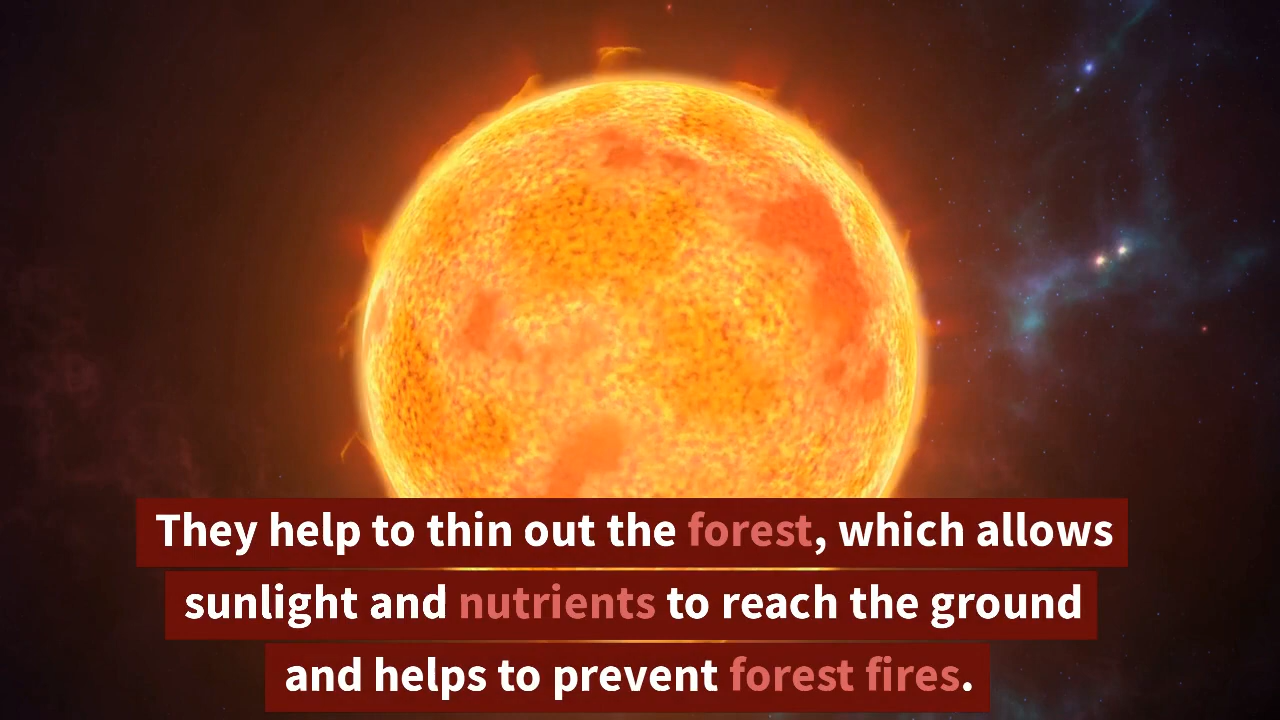 They help to thin out the forest, which allows
sunlight and nutrients to reach the ground
and helps to prevent forest fires.